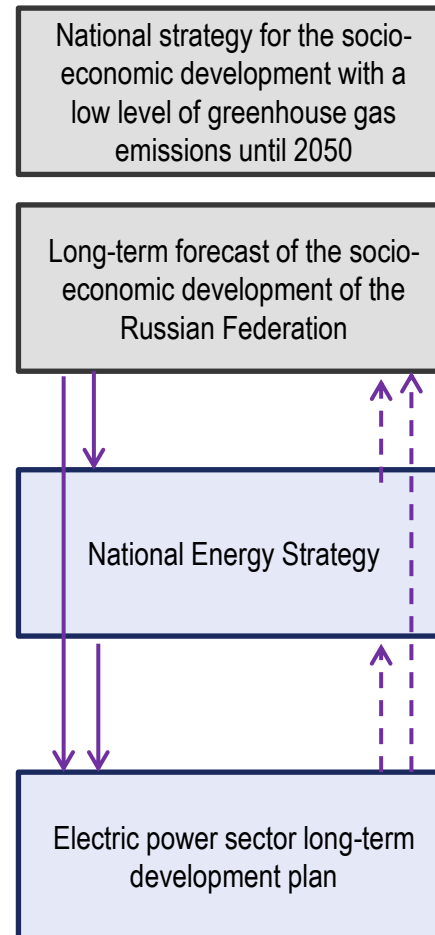 National strategy for the socio-
economic development with a
low level of greenhouse gas
emissions until 2050
Long-term forecast of the socio-
economic development of the
Russian Federation
National Energy Strategy
Electric power sector long-term
development plan